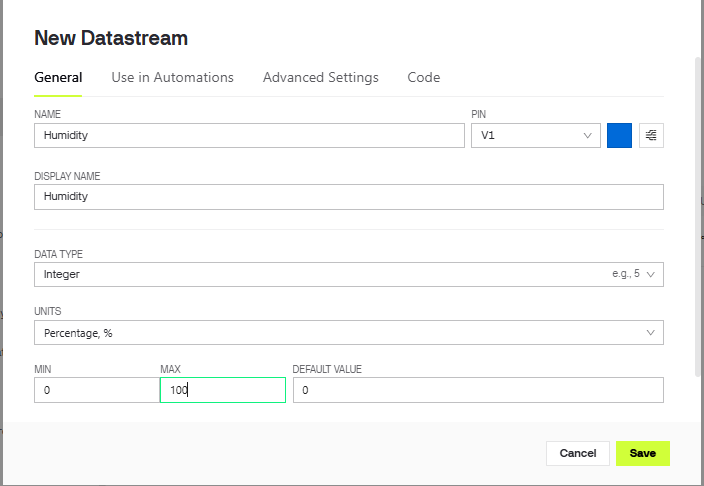 New Datastream
General Use in Automations Advanced Settings Code
NAME PIN
Humidity V1
DISPLAY NAME
Humidity
DATA TYPE
Integer e.g., 5
UNITS
Percentage, %
MIN MAX DEFAULT VALUE
0 100 0
Cancel Save